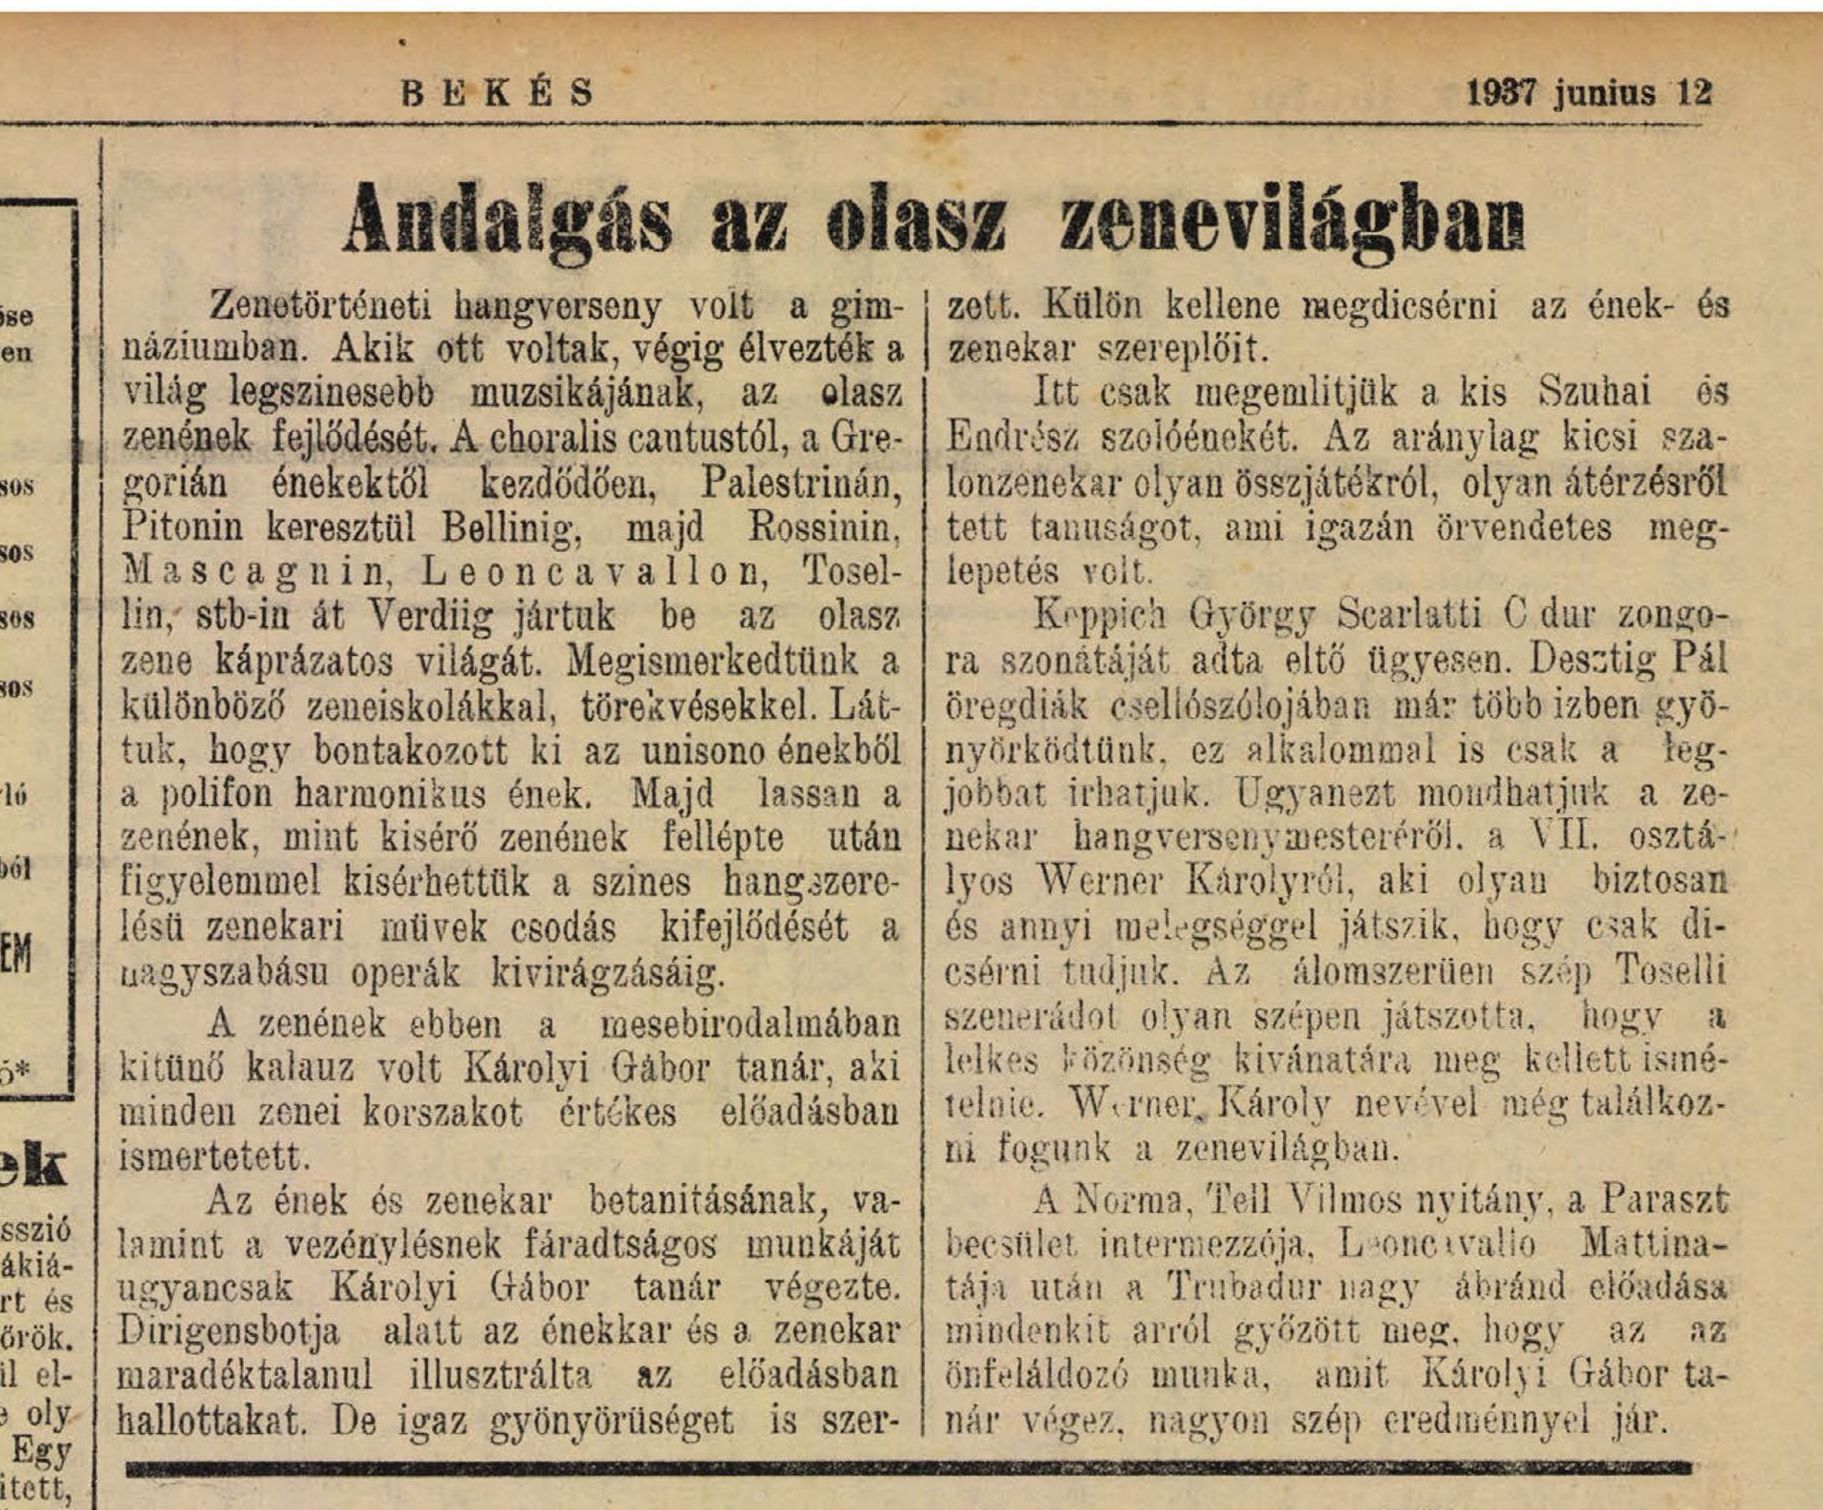 BEKÉS
1937 junius 12
Andalgás az olasz zenevilágban
Zenetörténeti hangverseny volt a gim-
náziumban. Akik ott voltak, végig élvezték a
világ legszinesebb muzsikájának, az olasz
zenének fejlődését. A choralis cantustól, a Gre-
gorián énekektől kezdődően, Palestrinán,
Pitonin keresztül Bellinig, majd Rossinin,
Mascagnin, Leoncavallon, Tosel-
lin, stb-in át Verdiig jártuk be az olasz
zene káprázatos világát. Megismerkedtünk a
különböző zeneiskolákkal, törekvésekkel. Lát-
tuk, hogy bontakozott ki az unisono énekből
a polifon harmonikus ének. Majd lassan a
zenének, mint kisérő zenének fellépte után
figyelemmel kisérhettük a szines hangszere-
lésü zenekari müvek csodás kifejlődését a
nagyszabásu operák kivirágzásáig.
A zenének ebben a mesebirodalmában
kitünő kalauz volt Károlyi Gábor tanár, aki
minden zenei korszakot értékes előadásban
ismertetett.
Az ének és zenekar betanitásának, va-
lamint a vezénylésnek fáradtságos munkáját
ugyancsak Károlyi Gábor tanár végezte.
Dirigensbotja alatt az énekkar és a zenekar
maradéktalanul illusztrálta az előadásban
hallottakat. De igaz gyönyörüséget is szer-
zett. Külön kellene megdicsérni az ének- és
zenekar szereplőit.
Itt csak megemlitjük a kis Szuhai és
Endrész szolóénekét. Az aránylag kicsi sza-
lonzenekar olyan összjátékról, olyan átérzésről
tett tanuságot, ami igazán örvendetes meg-
lepetés volt.
Keppich György Scarlatti C dur zongo-
ra szonátáját adta eltő ügyesen. Desztig Pál
öregdiák csellószólojában már több izben gyö-
nyörködtünk, ez alkalommal is csak a leg-
jobbat irhatjuk. Ugyanezt mondhatjuk a ze-
nekar hangversenymesteréről. a VII. osztá-
lyos Werner Károlyról, aki olyan biztosan
és annyi melegséggel játszik, hogy csak di-
csérni tudjuk. Az álomszerüen szép Toselli
szenerádot olyan szépen játszotta, hogy a
lelkes közönség kivánatára meg kellett ismé-
telnie. Werner Károly nevével még találkoz-
ni fogunk a zenevilágban.
A Norma, Tell Vilmos nyitány, a Paraszt
becsület intermezzója, Leoncavallo Mattina-
tája után a Trubadur nagy ábránd előadása
mindenkit arról győzött meg, hogy az az
önfeláldozó munka, amit Károlyi Gábor ta-
nár végez, nagyon szép eredménnyel jár.